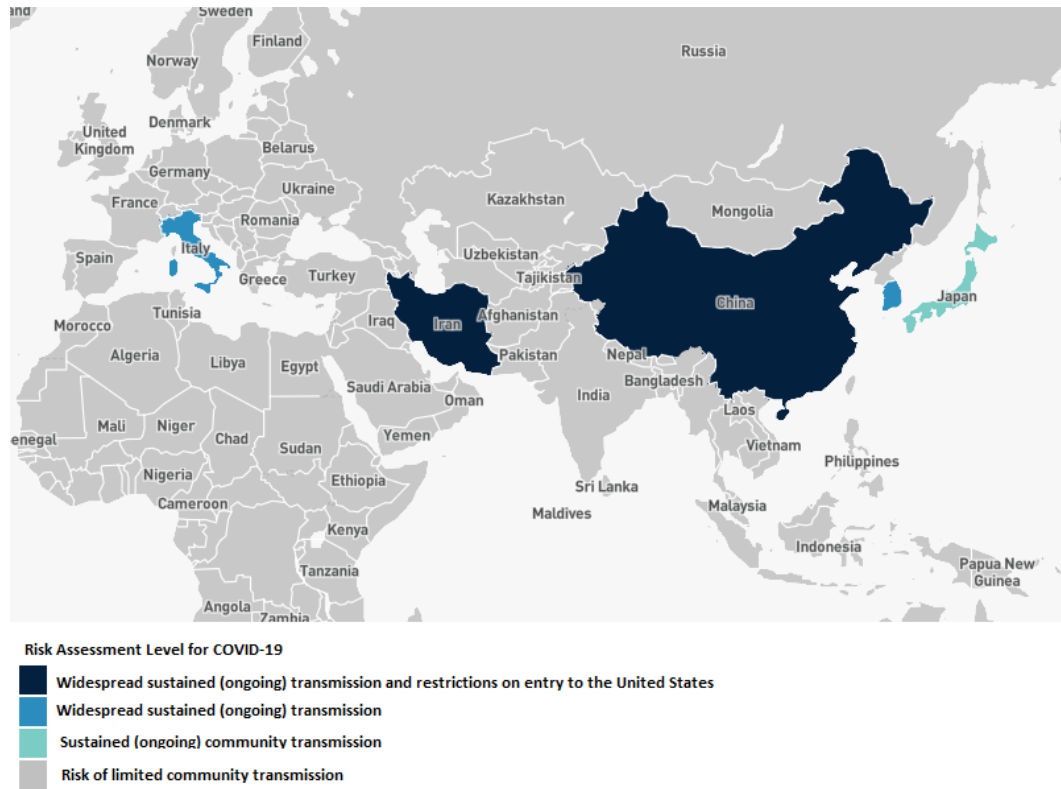 and
Sweden
Finland
Norway
Russia
Denmark
United
Kingdom
Belarus
Germany
Ukraine
France
Kazakhstan
Mongolia
Romania
Italy
Uzbekistan
Spain
Greece
Turkey
Tajikistan
Japan
China
Tunisia
Afghanistan
Iraq
Iran
Morocco
Algeria
Pakistan
Nepal
Libya
Egypt
Bangladesh
Saudi Arabia
India
Oman
Laos
Mali
Niger
Chad
Yemen
enegal
Sudan
Vietnam
Philippines
Nigeria
Ethiopia
Sri Lanka
Cameroon
Malaysia
Maldives
Kenya
Indonesia
Tanzania
Papua New
Guinea
Angola
Zambia
Risk Assessment Level for COVID-19
Widespread sustained (ongoing) transmission and restrictions on entry to the United States
Widespread sustained (ongoing) transmission
Sustained (ongoing) community transmission
Risk of limited community transmission